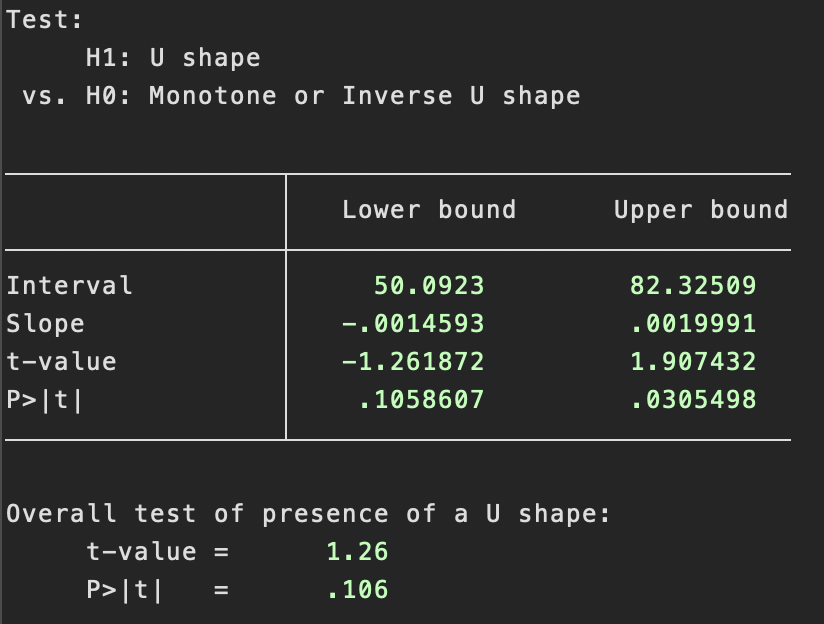 Test:
H1: U shape
vs. H0: Monotone or Inverse U shape
Lower bound Upper bound
Interval 50.0923 82.32509
Slope -.0014593 .0019991
t-value -1.261872 1.907432
P>|t| .1058607 .0305498
Overall test of presence of a U shape:
t-value = 1.26
P>|t| = .106